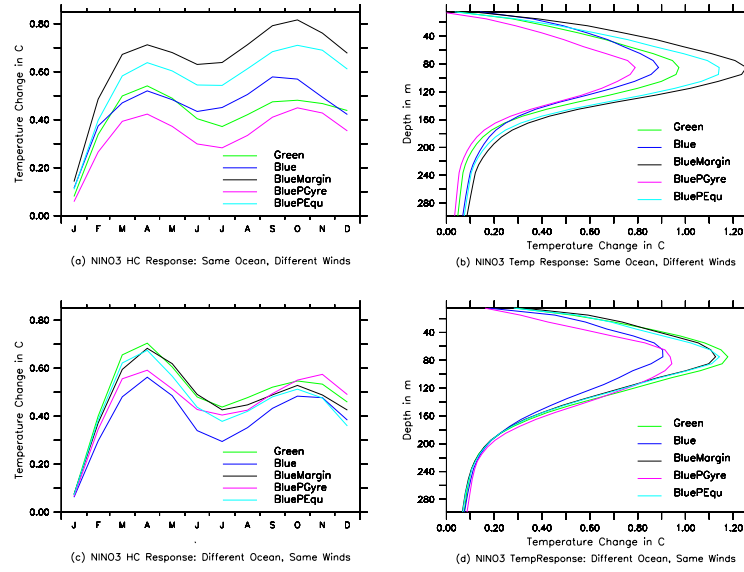 Temperature Change in C
0.80
0.60
0.40
0.20
0.00
J F M A M J J A S O N D
Green
Blue
BlueMargin
BluePGyre
BluePEqu
(a) NINO3 HC Response: Same Ocean, Different Winds
Depth in m
40
80
120
160
200
240
280
0.00 0.20 0.40 0.60 0.80 1.00 1.20
Temperature Change in C
Green
Blue
BlueMargin
BluePGyre
BluePEqu
(b) NINO3 Temp Response: Same Ocean, Different Winds
Temperature Change in C
0.80
0.60
0.40
0.20
0.00
J F M A M J J A S O N D
Green
Blue
BlueMargin
BluePGyre
BluePEqu
(c) NINO3 HC Response: Different Ocean, Same Winds
Depth in m
40
80
120
160
200
240
280
0.00 0.20 0.40 0.60 0.80 1.00 1.20
Temperature Change in C
Green
Blue
BlueMargin
BluePGyre
BluePEqu
(d) NINO3 TempResponse: Different Ocean, Same Winds